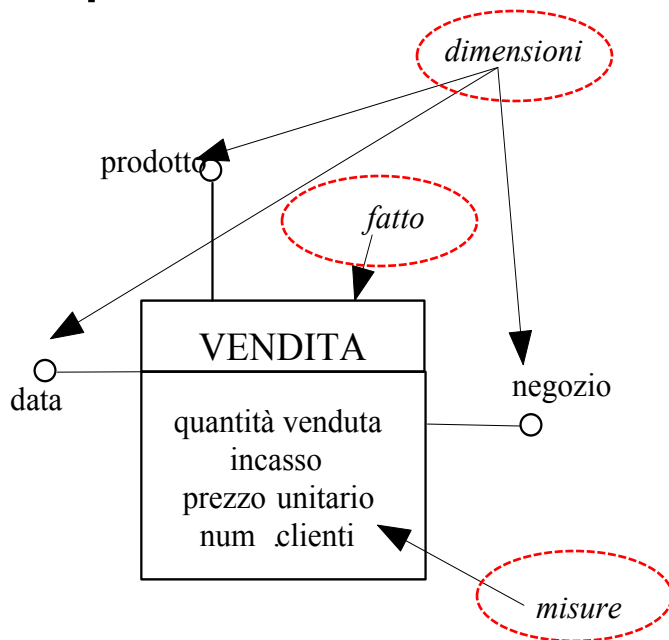 dimensioni
prodotto
fatto
VENDITA
data
negozio
quantità venduta
incasso
prezzo unitario
num .clienti
misure